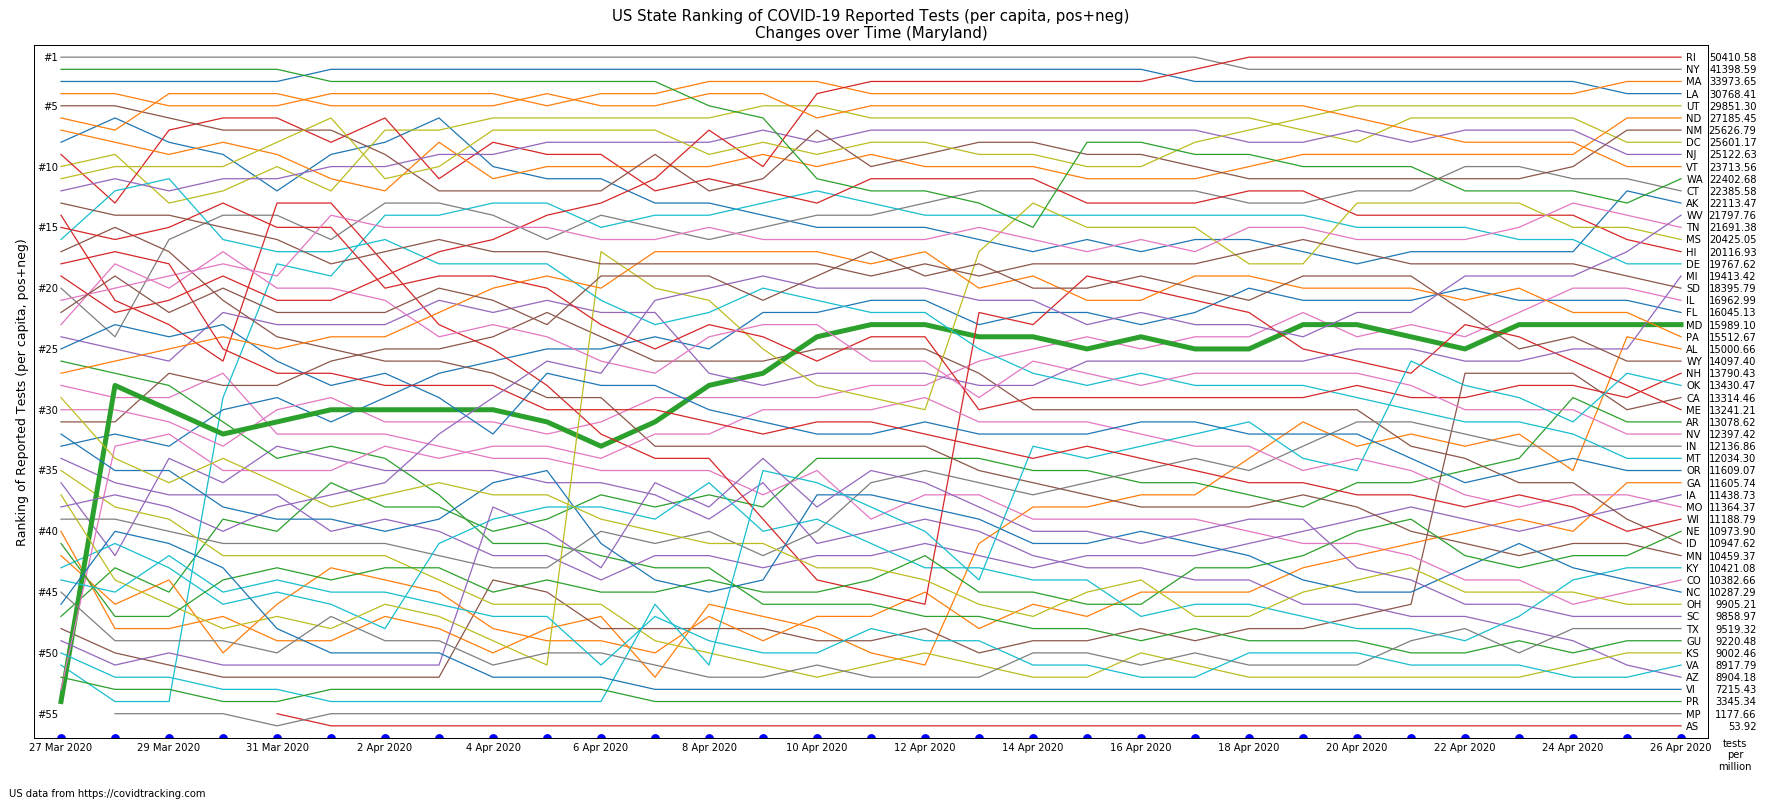 US State Ranking of COVID-19 Reported Tests (per capita, pos+neg)
Changes over Time (Maryland)
Ranking of Reported Tests (per capita, pos+neg)
#1
#5
#10
#15
#20
#25
#30
#35
#40
#45
#50
#55
RI 50410.58
NY 41398.59
MA 33973.65
LA 30768.41
UT 29851.30
ND 27185.45
NM 25626.79
DC 25601.17
NJ 25122.63
VT 23713.56
WA 22402.68
CT 22385.58
AK 22113.47
WV 21797.76
TN 21691.38
MS 20425.05
HI 20116.93
DE 19767.62
MI 19413.42
SD 18395.79
IL 16962.99
FL 16045.13
MD 15989.10
PA 15512.67
AL 15000.66
WY 14097.40
NH 13790.43
OK 13430.47
CA 13314.46
ME 13241.21
AR 13078.62
NV 12397.42
IN 12136.86
MT 12034.30
OR 11609.07
GA 11605.74
IA 11438.73
MO 11364.37
WI 11188.79
NE 10973.90
ID 10947.62
MN 10459.37
KY 10421.08
CO 10382.66
NC 10287.29
OH 9905.21
SC 9858.97
TX 9519.32
GU 9220.48
KS 9002.46
VA 8917.79
AZ 8904.18
VI 7215.43
PR 3345.34
MP 1177.66
AS 53.92
27 Mar 2020 29 Mar 2020 31 Mar 2020 2 Apr 2020 4 Apr 2020 6 Apr 2020 8 Apr 2020 10 Apr 2020 12 Apr 2020 14 Apr 2020 16 Apr 2020 18 Apr 2020 20 Apr 2020 22 Apr 2020 24 Apr 2020 26 Apr 2020
tests
per
million
US data from https://covidtracking.com